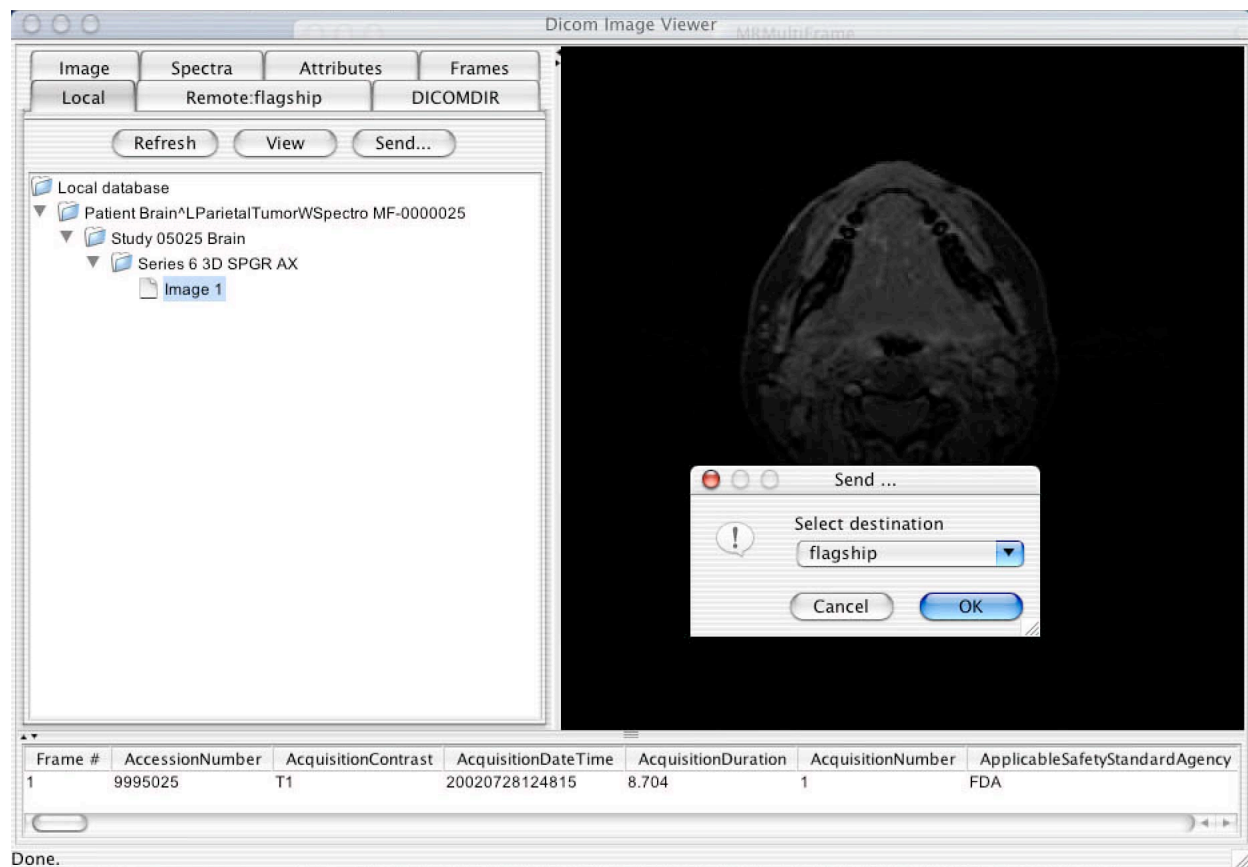 Dicom Image Viewer
MRMultiFrame
Image Spectra Attributes Frames
Local Remote:flagship DICOMDIR
Refresh View Send...
Local database
Patient Brain^LParietalTumorWSpectro MF-0000025
Study 05025 Brain
Series 6 3D SPGR AX
Image 1
Send ...
Select destination
flagship
Cancel OK
Frame # AccessionNumber AcquisitionContrast AcquisitionDateTime AcquisitionDuration AcquisitionNumber ApplicableSafetyStandardAgency
1 9995025 T1 20020728124815 8.704 1 FDA
Done.